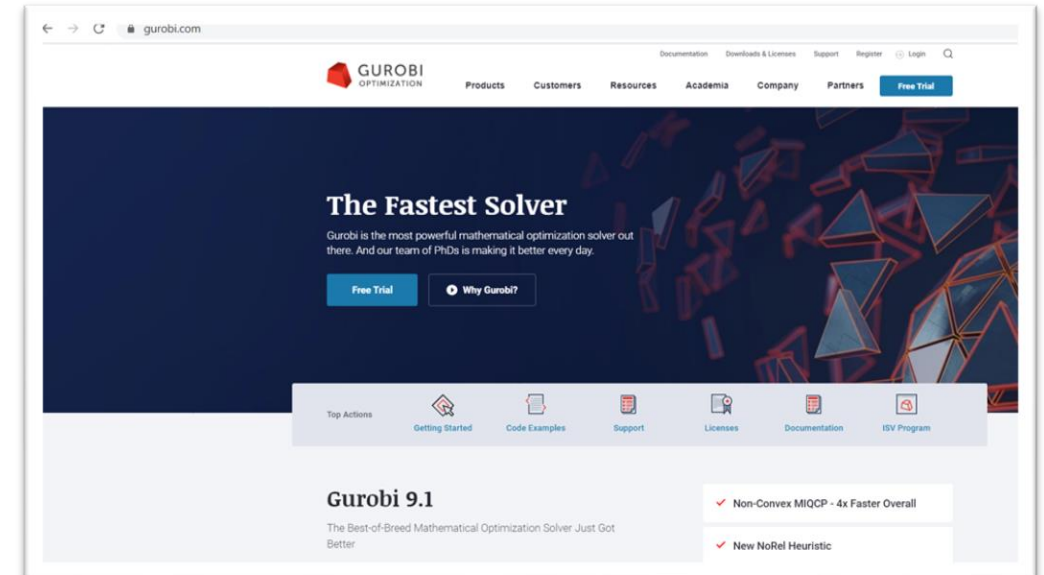 gurobi.com
Documentation Downloads & Licenses Support Register Login
GUROBI
OPTIMIZATION
Products Customers Resources Academia Company Partners Free Trial
The Fastest Solver
Gurobi is the most powerful mathematical optimization solver out
there. And our team of PhDs is making it better every day.
Free Trial Why Gurobi?
Top Actions
Getting Started Code Examples Support Licenses Documentation ISV Program
Gurobi 9.1
The Best-of-Breed Mathematical Optimization Solver Just Got
Better
Non-Convex MIQCP - 4x Faster Overall
New NoRel Heuristic